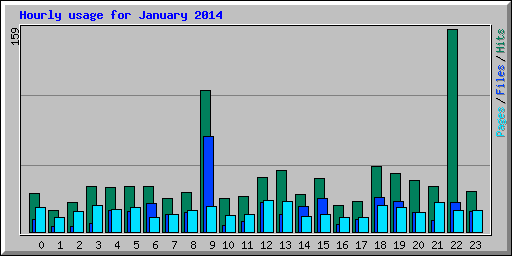 Hourly usage for January 2014
159
Pages/Files/Hits
0 1 2 3 4 5 6 7 8 9 10 11 12 13 14 15 16 17 18 19 20 21 22 23